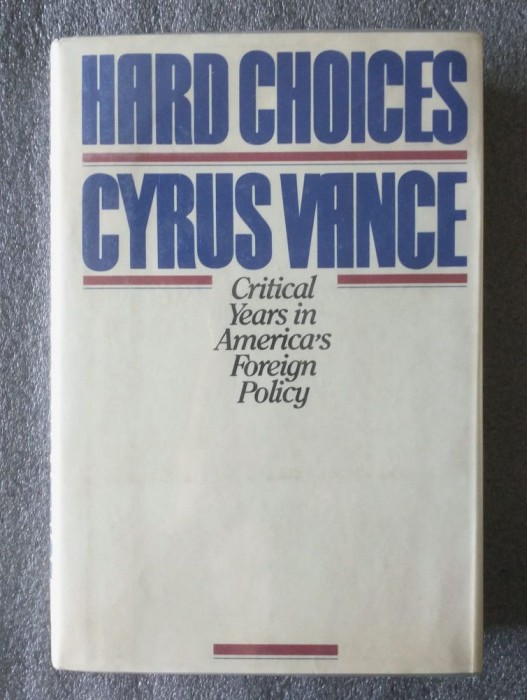 HARD CHOICES
CYRUS VANCE
Critical
Years in
America's
Foreign
Policy